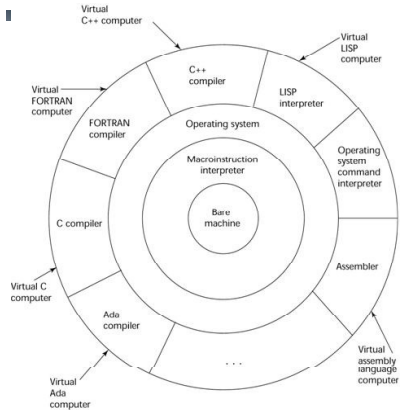 Virtual
C++ computer
Virtual
LISP
computer
C++
compiler
LISP
interpreter
Virtual
FORTRAN
computer
FORTRAN
compiler
Operating system
Operating
system
command
interpreter
Macroinstruction
interpreter
Bare
machine
C compiler
Assembler
Virtual C
computer
Ada
compiler
. . .
Virtual
assembly
language
computer
Virtual
Ada
computer